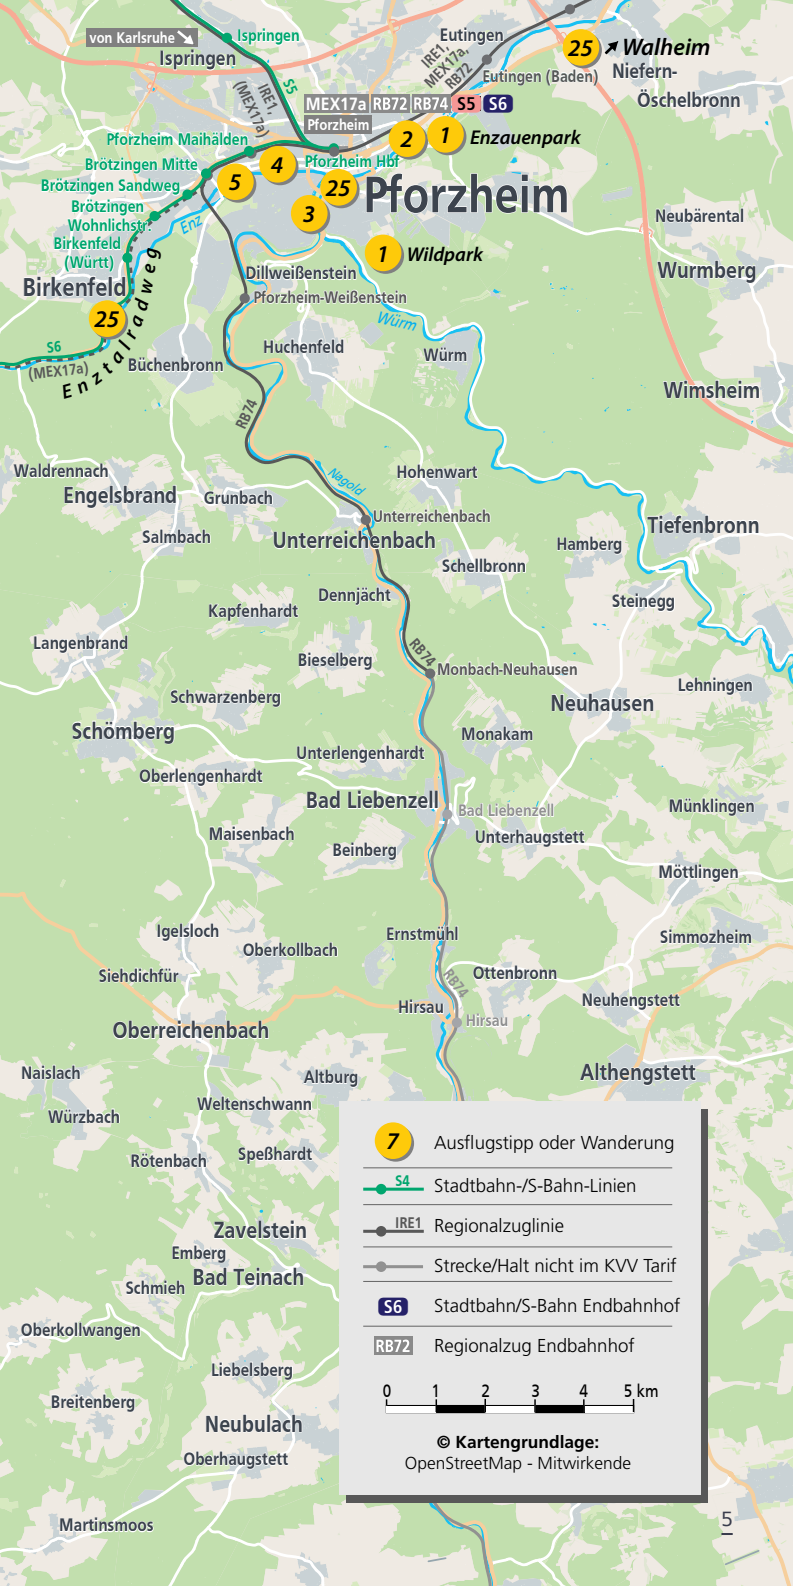 von Karlsruhe
Ispringen
Ispringen
S5
IRE1,
(MEX17a)
Eutingen
IRE1,
MEX17a,
RB72
Eutingen (Baden)
25
Walheim
Niefern-
Öschelbronn
MEX17a RB72 RB74 S5 S6
Pforzheim
2
1
Enzauenpark
Pforzheim Maihälden
Pforzheim Hbf
Brötzingen Mitte
4
Brötzingen Sandweg
5
25
Pforzheim
Brötzingen
Wohnlichstr.
3
Enz
Neubärental
Birkenfeld
(Württ)
1
Wildpark
Birkenfeld
Dillweißenstein
Wurmberg
Pforzheim-Weißenstein
25
Enztalradweg
Würm
S6
(MEX17a)
Huchenfeld
Würm
Büchenbronn
Wimsheim
RB74
Waldrennach
Hohenwart
Nagold
Engelsbrand
Grunbach
Unterreichenbach
Tiefenbronn
Salmbach
Unterreichenbach
Hamberg
Schellbronn
Dennjächt
Steinegg
Kapfenhardt
Langenbrand
RB74
Bieselberg
Monbach-Neuhausen
Lehningen
Schwarzenberg
Neuhausen
Schömberg
Monakam
Unterlengenhardt
Oberlengenhardt
Bad Liebenzell
Bad Liebenzell
Münklingen
Maisenbach
Unterhaugstett
Beinberg
Möttlingen
Igelsloch
Ernstmühl
Simmozheim
Oberkollbach
Siehdichfür
Ottenbronn
RB74
Neuhengstett
Hirsau
Hirsau
Oberreichenbach
Naislach
Altburg
Althengstett
Würzbach
Weltenschwann
Rötenbach
Speßhardt
Zavelstein
Emberg
Schmieh
Bad Teinach
Oberkollwangen
Liebelsberg
Breitenberg
Neubulach
Oberhaugstett
Martinsmoos
7 Ausflugstipp oder Wanderung
S4 Stadtbahn-/S-Bahn-Linien
IRE1 Regionalzuglinie
Strecke/Halt nicht im KVV Tarif
S6 Stadtbahn/S-Bahn Endbahnhof
RB72 Regionalzug Endbahnhof
0 1 2 3 4 5 km
© Kartengrundlage:
OpenStreetMap - Mitwirkende
5